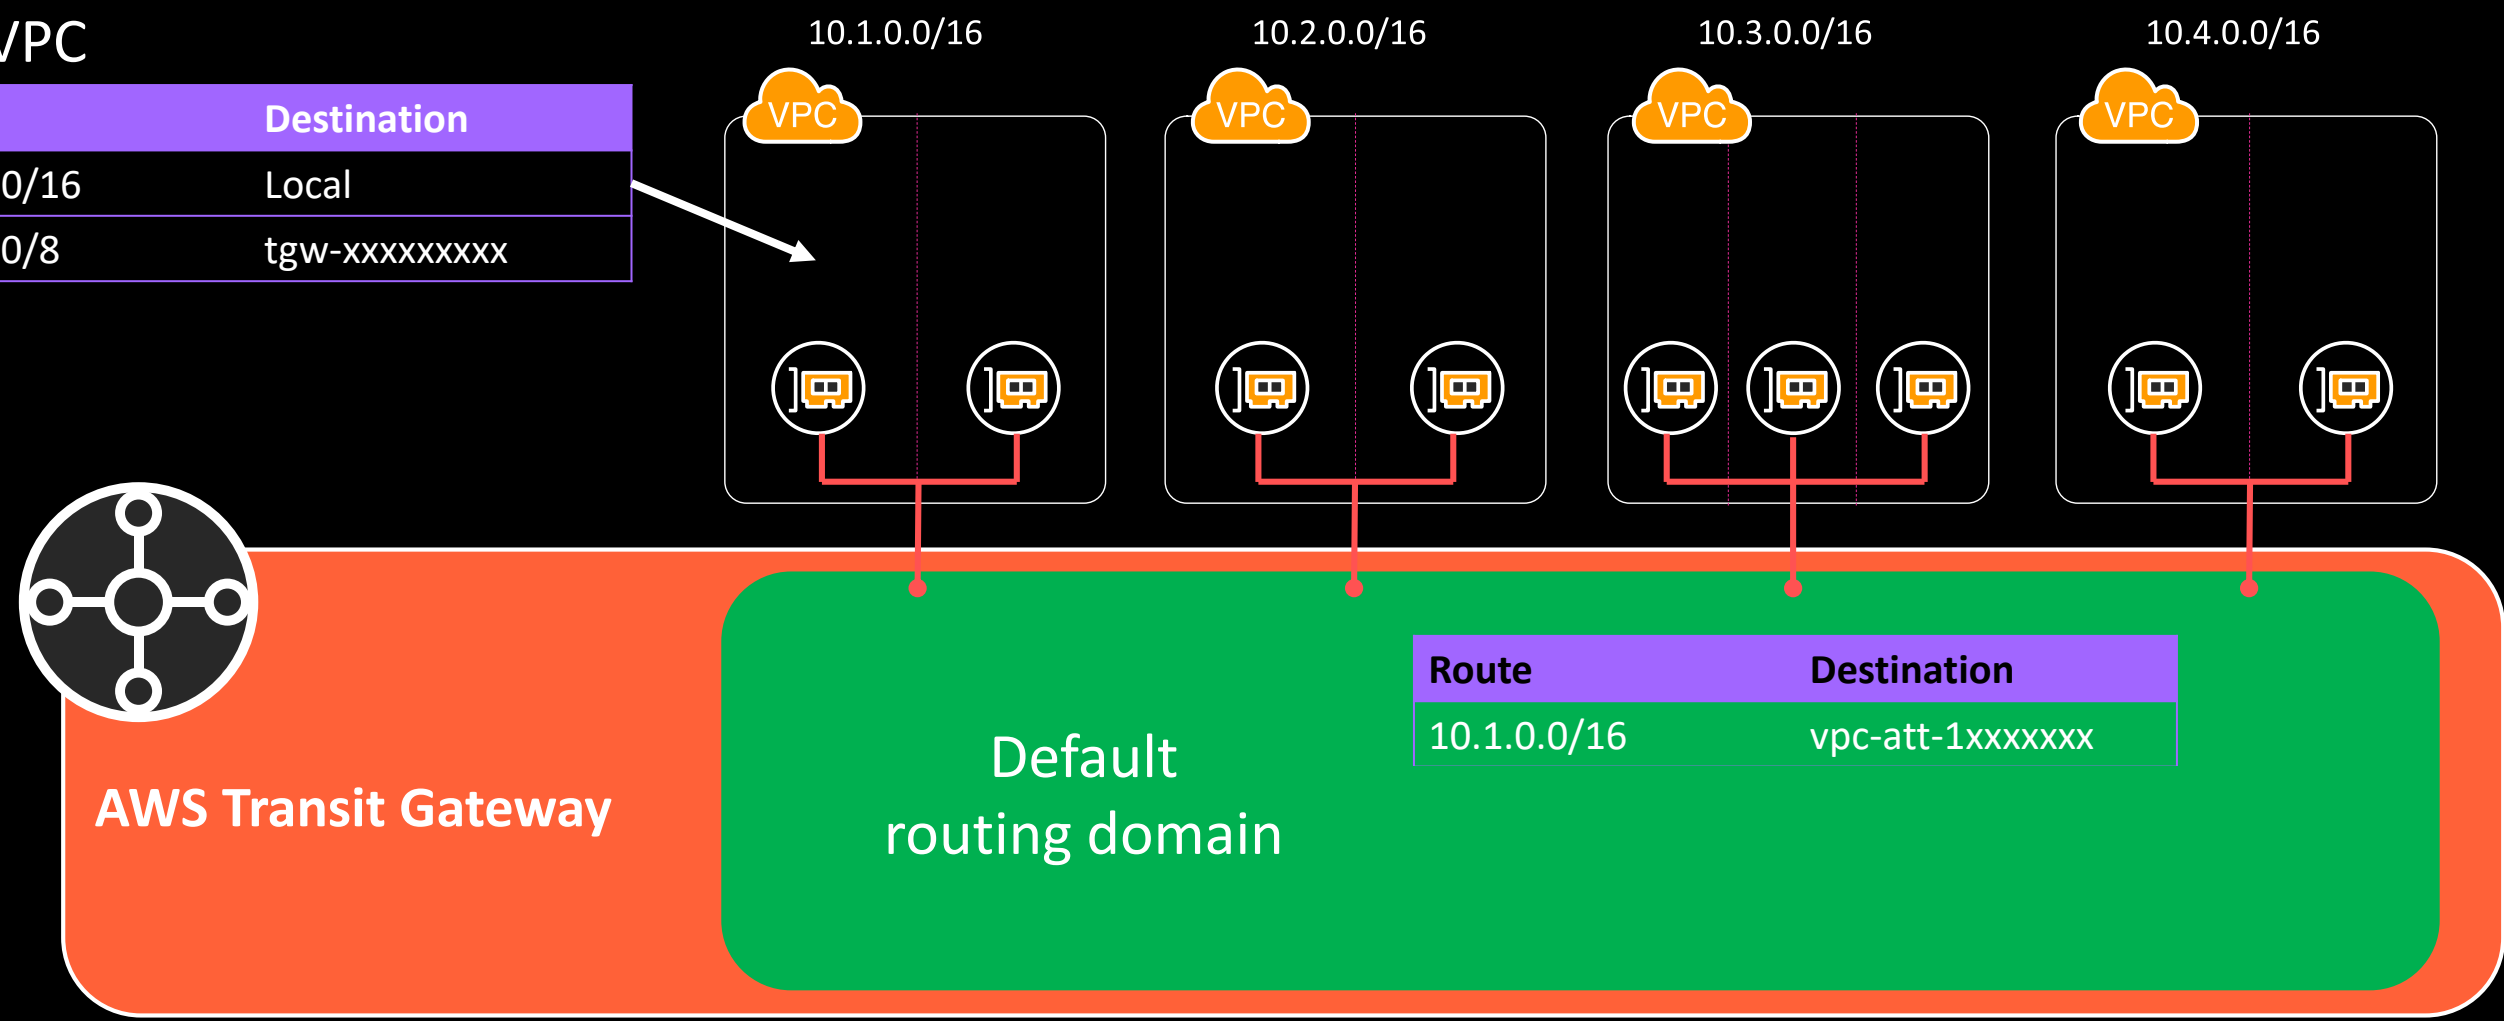 VPC
10.1.0.0/16 10.2.0.0/16 10.3.0.0/16 10.4.0.0/16
VPC VPC VPC VPC
Destination
0/16 Local
0/8 tgw-xxxxxxxxx
AWS Transit Gateway
Default
routing domain
Route Destination
10.1.0.0/16 vpc-att-1xxxxxxx